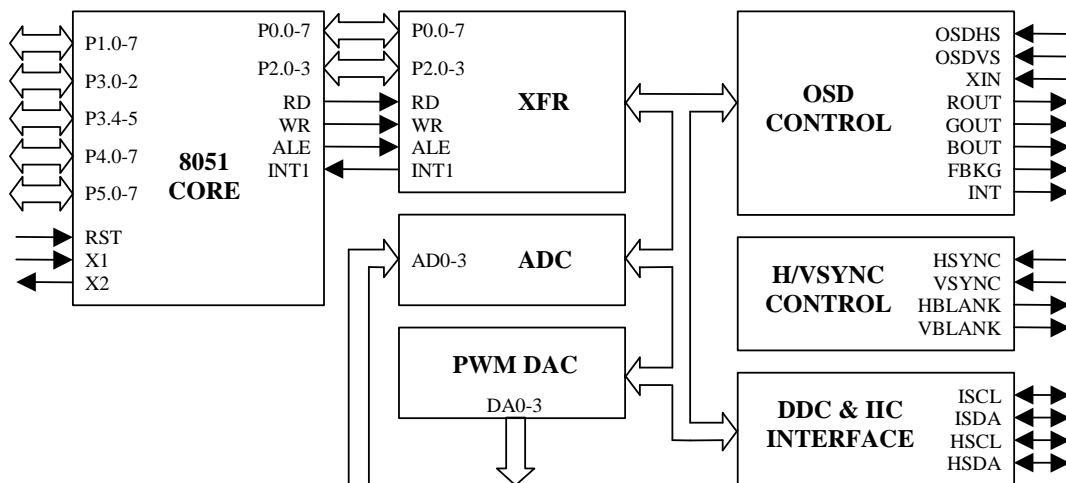 P1.0-7
P3.0-2
P3.4-5
P4.0-7
P5.0-7
RST
X1
X2
8051
CORE
P0.0-7
P2.0-3
RD
WR
ALE
INT1
P0.0-7
P2.0-3
RD
WR
ALE
INT1
XFR
AD0-3
ADC
PWM DAC
DA0-3
OSD
CONTROL
OSDHS
OSDVS
XIN
ROUT
GOUT
BOUT
FBKG
INT
H/VSYNC
CONTROL
HSYNC
VSYNC
HBLANK
VBLANK
DDC & IIC
INTERFACE
ISCL
ISDA
HSCL
HSDA